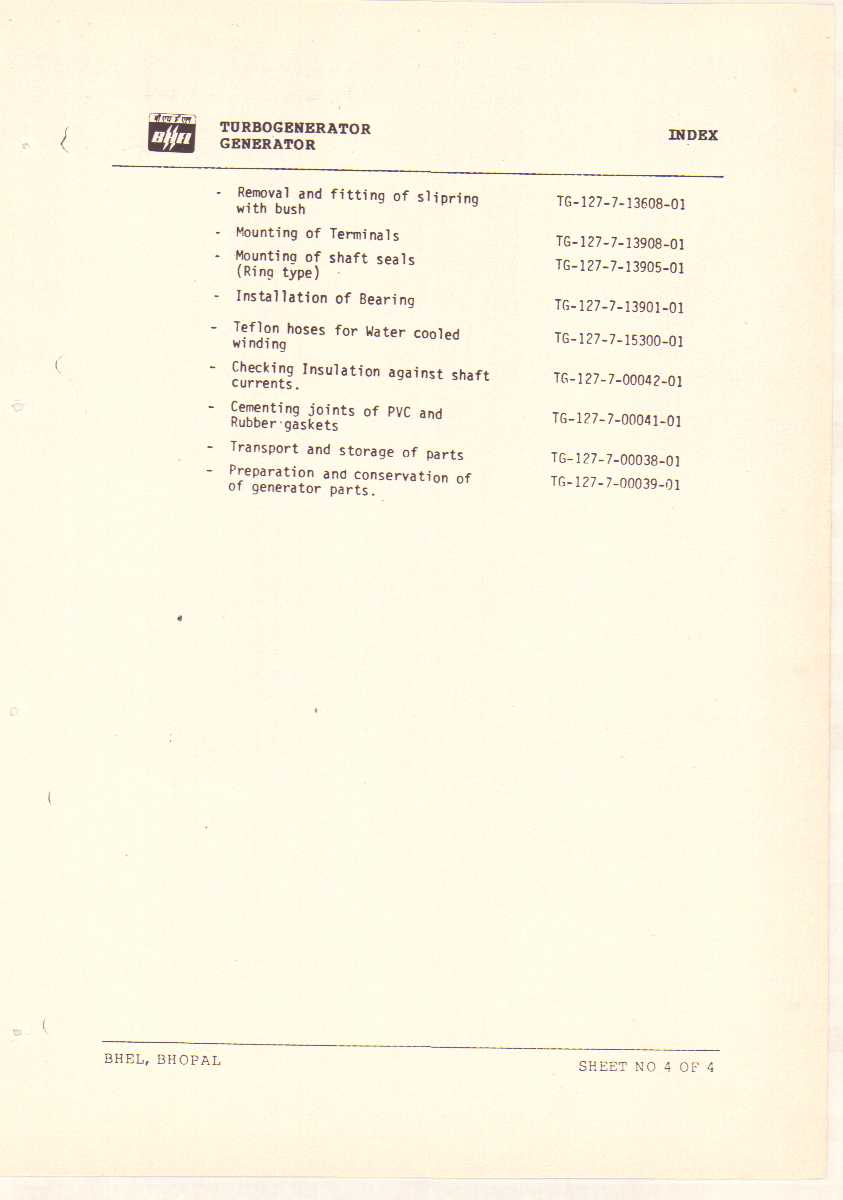 बी एच ई एल
BHEL
TURBOGENERATOR
GENERATOR
INDEX
- Removal and fitting of slipring TG-127-7-13608-01
with bush
- Mounting of Terminals TG-127-7-13908-01
- Mounting of shaft seals TG-127-7-13905-01
(Ring type)
- Installation of Bearing TG-127-7-13901-01
- Teflon hoses for Water cooled TG-127-7-15300-01
winding
- Checking Insulation against shaft TG-127-7-00042-01
currents.
- Cementing joints of PVC and TG-127-7-00041-01
Rubber gaskets
- Transport and storage of parts TG-127-7-00038-01
- Preparation and conservation of TG-127-7-00039-01
of generator parts.
BHEL, BHOPAL
SHEET NO 4 OF 4